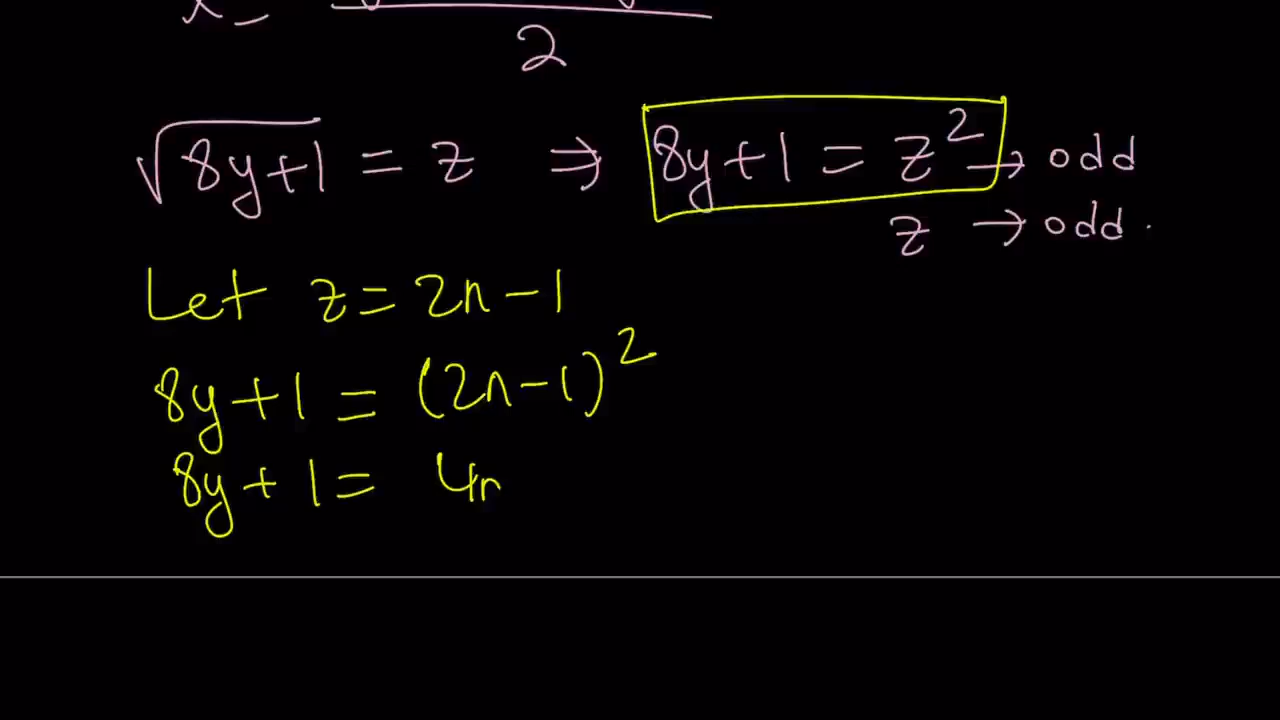 x =
2
√8y+1 = z ⇒ 8y+1 = z² → odd
z → odd.
Let z = 2n-1
8y+1 = (2n-1)²
8y+1 = 4n